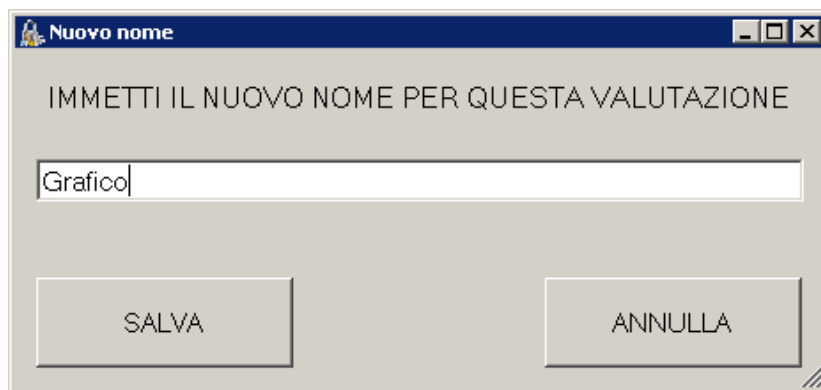 Nuovo nome
IMMETTI IL NUOVO NOME PER QUESTA VALUTAZIONE
Grafico
SALVA
ANNULLA